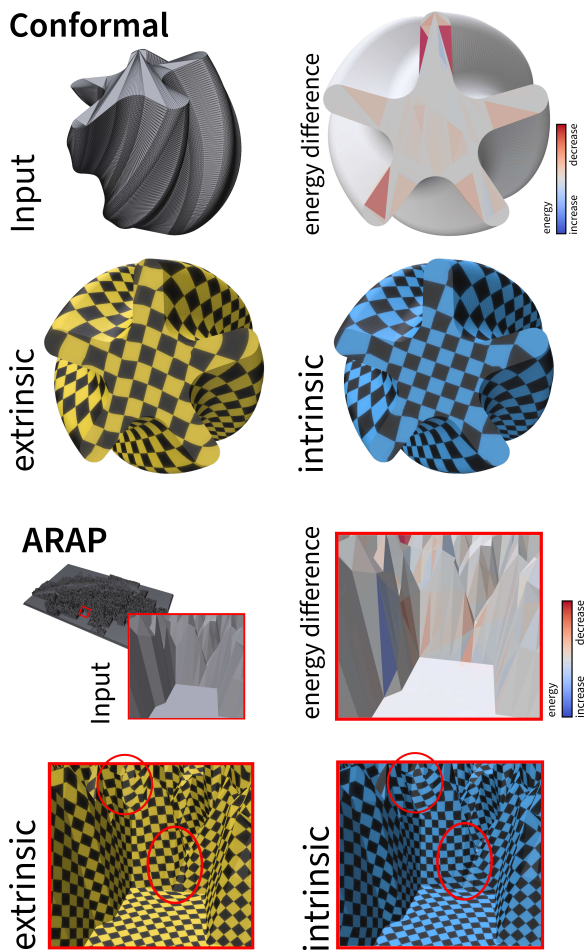 Conformal
Input
energy difference
energy
increase decrease
extrinsic
intrinsic
ARAP
Input
energy difference
energy
increase decrease
extrinsic
intrinsic